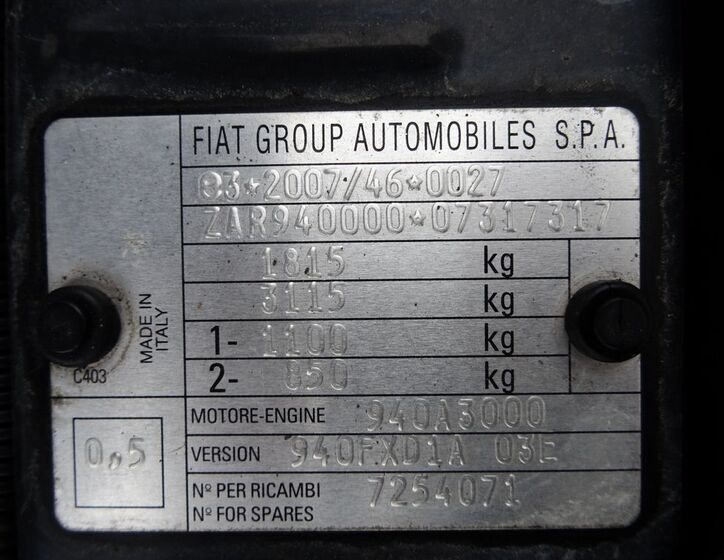 FIAT GROUP AUTOMOBILES S.P.A.
e3*2007/46*0027
ZAR940000*07317317
1815 kg
3115 kg
1- 1100 kg
2- 850 kg
MADE IN
ITALY
C403
0,5
MOTORE-ENGINE 940A3000
VERSION 940FXD1A 03E
Nº PER RICAMBI
Nº FOR SPARES
7254071